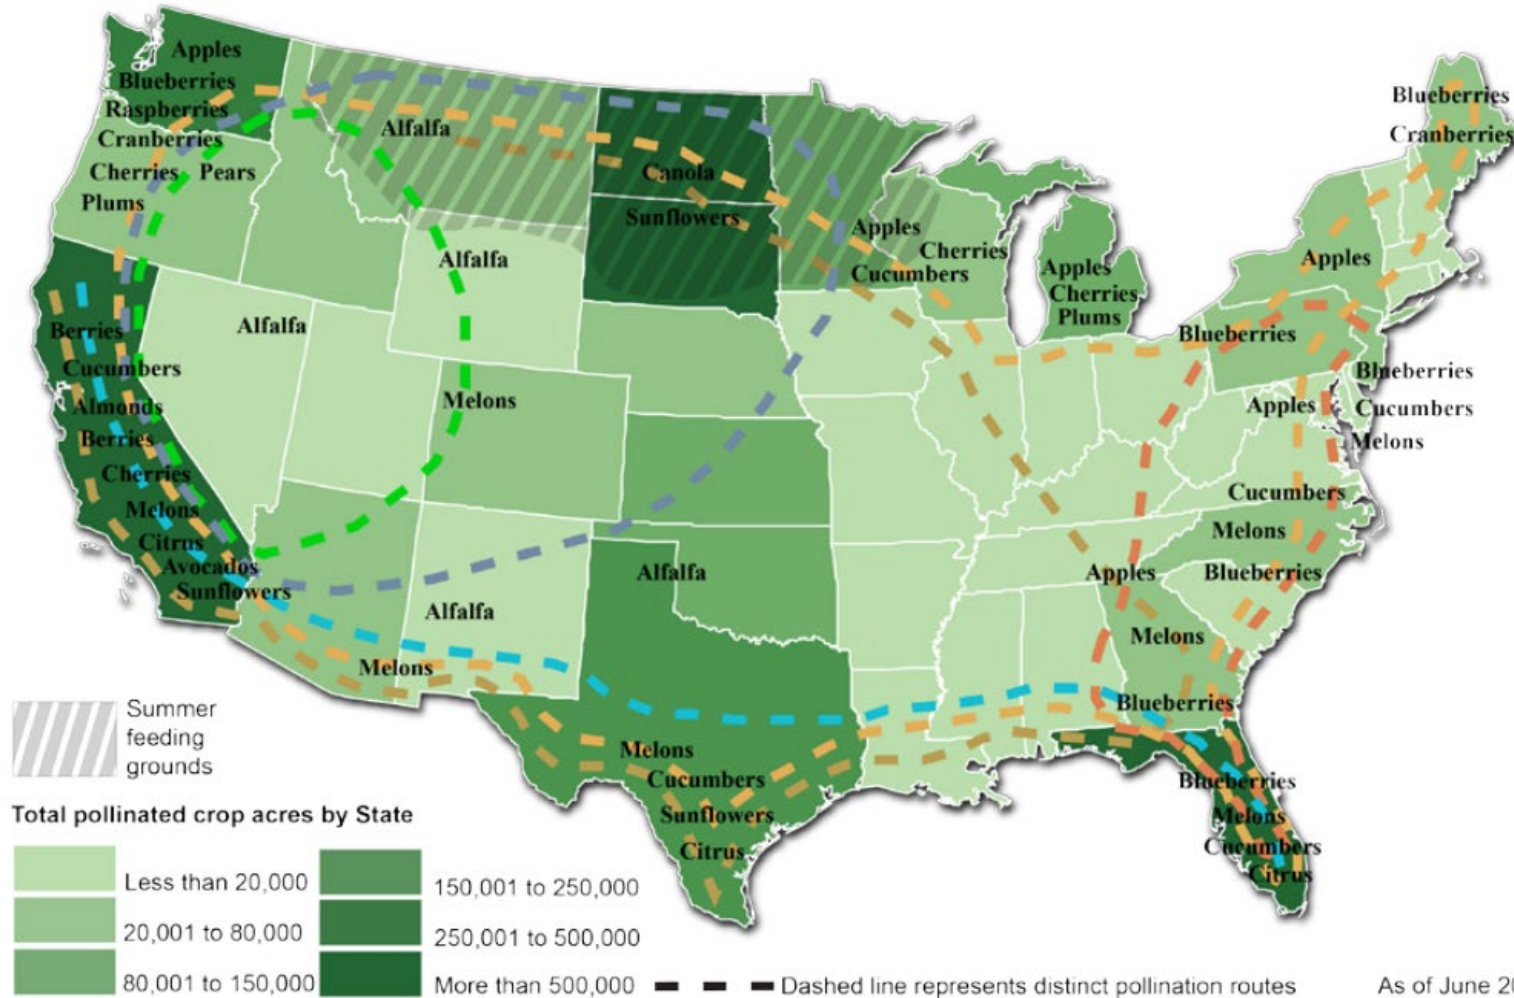 Apples
Blueberries
Raspberries
Cranberries
Cherries Pears
Plums
Alfalfa
Canola
Sunflowers
Alfalfa
Alfalfa
Melons
Berries
Cucumbers
Almonds
Berries
Cherries
Melons
Citrus
Avocados
Sunflowers
Alfalfa
Melons
Alfalfa
Melons
Cucumbers
Sunflowers
Citrus
Apples
Cherries
Cucumbers
Apples
Cherries
Plums
Blueberries
Cranberries
Apples
Blueberries
Blueberries
Apples Cucumbers
Melons
Cucumbers
Melons
Apples Blueberries
Melons
Blueberries
Blueberries
Melons
Cucumbers
Citrus
Summer
feeding
grounds
Total pollinated crop acres by State
Less than 20,000
20,001 to 80,000
80,001 to 150,000
150,001 to 250,000
250,001 to 500,000
More than 500,000
Dashed line represents distinct pollination routes
As of June